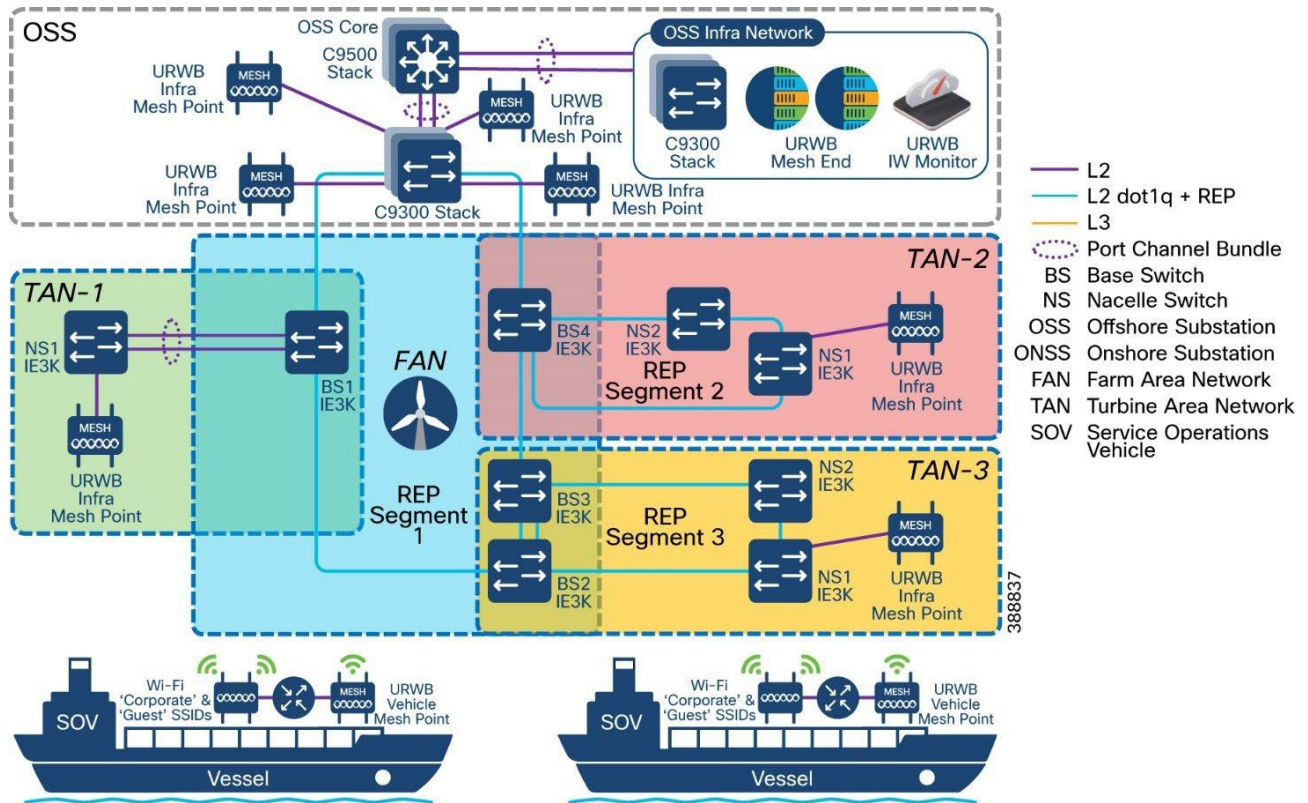 OSS
OSS Core
C9500
Stack
OSS Infra Network
URWB
Infra
Mesh Point
MESH
MESH
URWB
Infra
Mesh Point
C9300
Stack
URWB
Mesh End
URWB
IW Monitor
URWB
Infra
Mesh Point
MESH
C9300 Stack
MESH
URWB Infra
Mesh Point
L2
L2 dot1q + REP
L3
Port Channel Bundle
BS Base Switch
NS Nacelle Switch
OSS Offshore Substation
ONSS Onshore Substation
FAN Farm Area Network
TAN Turbine Area Network
SOV Service Operations
Vehicle
TAN-1
NS1
IE3K
BS1
IE3K
MESH
URWB
Infra
Mesh Point
FAN
REP
Segment
1
TAN-2
BS4
IE3K
NS2
IE3K
REP
Segment 2
NS1
IE3K
MESH
URWB
Infra
Mesh Point
TAN-3
BS3
IE3K
NS2
IE3K
REP
Segment 3
BS2
IE3K
NS1
IE3K
MESH
URWB
Infra
Mesh Point
388837
SOV
Wi-Fi
'Corporate' &
'Guest' SSIDs
MESH
URWB
Vehicle
Mesh Point
Vessel
SOV
Wi-Fi
'Corporate' &
'Guest' SSIDs
MESH
URWB
Vehicle
Mesh Point
Vessel